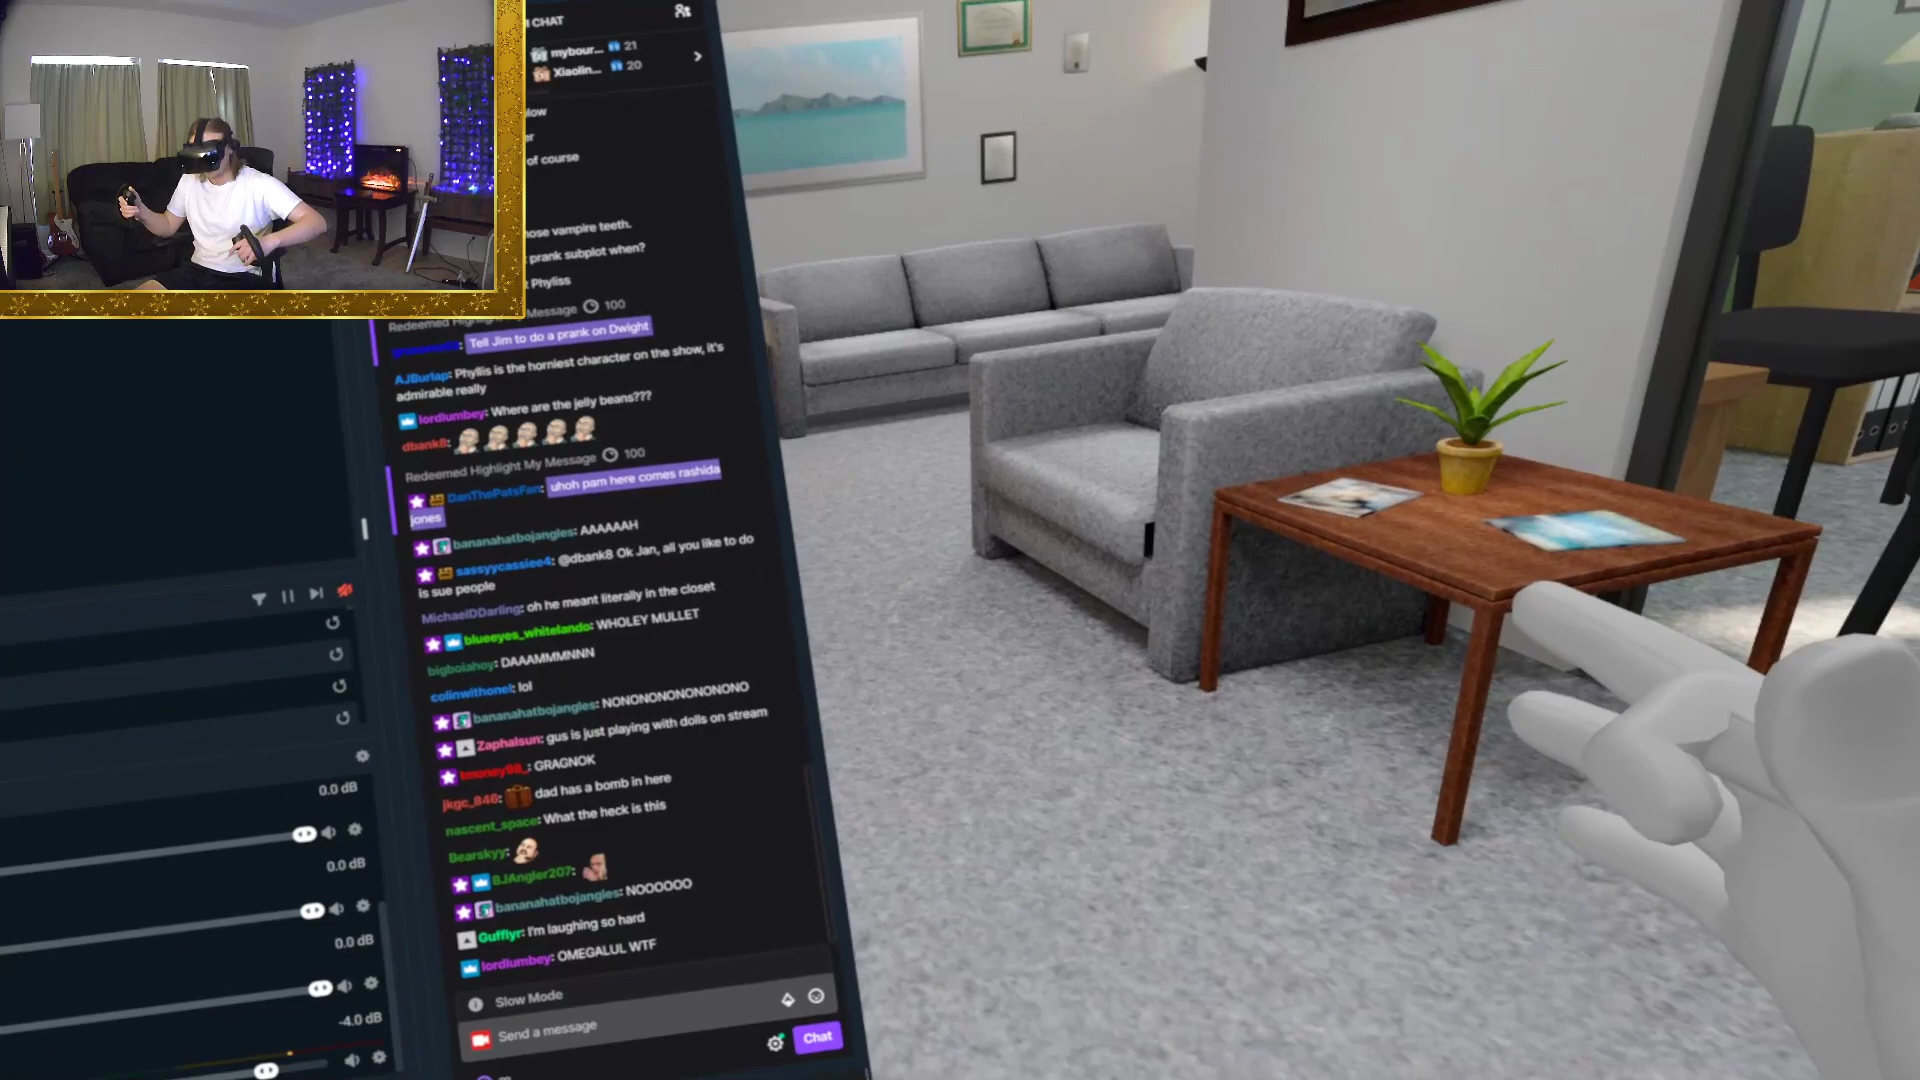 CHAT
mybour... 21
Xiaolin... 20
of course
vampire teeth.
prank subplot when?
Phyliss
Message 100
Tell Jim to do a prank on Dwight
AJBurlap: Phyllis is the horniest character on the show, it's
admirable really
lordlumbey: Where are the jelly beans???
dbank8:
Redeemed Highlight My Message 100
DanThePatsFan: uhoh pam here comes rashida
jones
bananahatbojangles: AAAAAAH
sassyycassiee4: @dbank8 Ok Jan, all you like to do
is sue people
MichaelDDarling: oh he meant literally in the closet
blueeyes_whitelando: WHOLEY MULLET
bigboiahoy: DAAAMMMNNN
colinwithonel: lol
bananahatbojangles: NONONONONONONONO
Zaphalsun: gus is just playing with dolls on stream
tmoney98_: GRAGNOK
jkgc_846: dad has a bomb in here
nascent_space: What the heck is this
Bearskyy:
BJAngler207:
bananahatbojangles: NOOOOOO
Gufflyr: I'm laughing so hard
lordlumbey: OMEGALUL WTF
Slow Mode
Send a message
Chat
0.0 dB
0.0 dB
0.0 dB
-4.0 dB